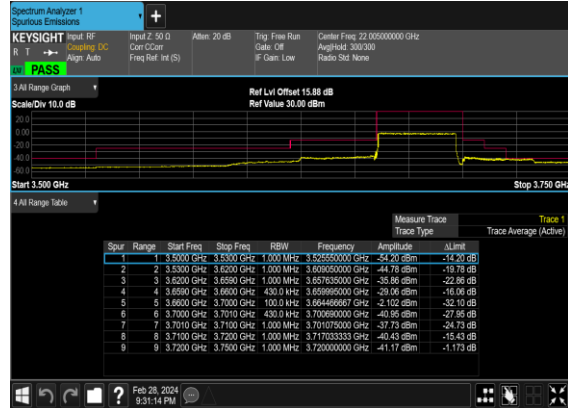 Spectrum Analyzer 1
Spurious Emissions
KEYSIGHT Input: RF Input Z: 50 Ω Atten: 20 dB Trig: Free Run Center Freq: 22.005000000 GHz
R T Coupling: DC Corr CCorr Gate: Off Avg|Hold: 300/300
Align: Auto Freq Ref: Int (S) IF Gain: Low Radio Std: None
LW PASS
3 All Range Graph Ref Lvl Offset 15.88 dB
Scale/Div 10.0 dB Ref Value 30.00 dBm
20.0
0.00
-20.0
-40.0
-60.0
Start 3.500 GHz Stop 3.750 GHz
4 All Range Table
Measure Trace Trace 1
Trace Type Trace Average (Active)
Spur Range Start Freq Stop Freq RBW Frequency Amplitude ΔLimit
1 1 3.5000 GHz 3.5300 GHz 1.000 MHz 3.525550000 GHz -54.20 dBm -14.20 dB
2 2 3.5300 GHz 3.6200 GHz 1.000 MHz 3.609050000 GHz -44.78 dBm -19.78 dB
3 3 3.6200 GHz 3.6590 GHz 1.000 MHz 3.657635000 GHz -35.86 dBm -22.86 dB
4 4 3.6590 GHz 3.6600 GHz 430.0 kHz 3.659995000 GHz -29.06 dBm -16.06 dB
5 5 3.6600 GHz 3.7000 GHz 100.0 kHz 3.664466667 GHz -2.102 dBm -32.10 dB
6 6 3.7000 GHz 3.7010 GHz 430.0 kHz 3.700690000 GHz -40.95 dBm -27.95 dB
7 7 3.7010 GHz 3.7100 GHz 1.000 MHz 3.701075000 GHz -37.73 dBm -24.73 dB
8 8 3.7100 GHz 3.7200 GHz 1.000 MHz 3.717033333 GHz -40.43 dBm -15.43 dB
9 9 3.7200 GHz 3.7500 GHz 1.000 MHz 3.720000000 GHz -41.17 dBm -1.173 dB
Feb 28, 2024
9:31:14 PM